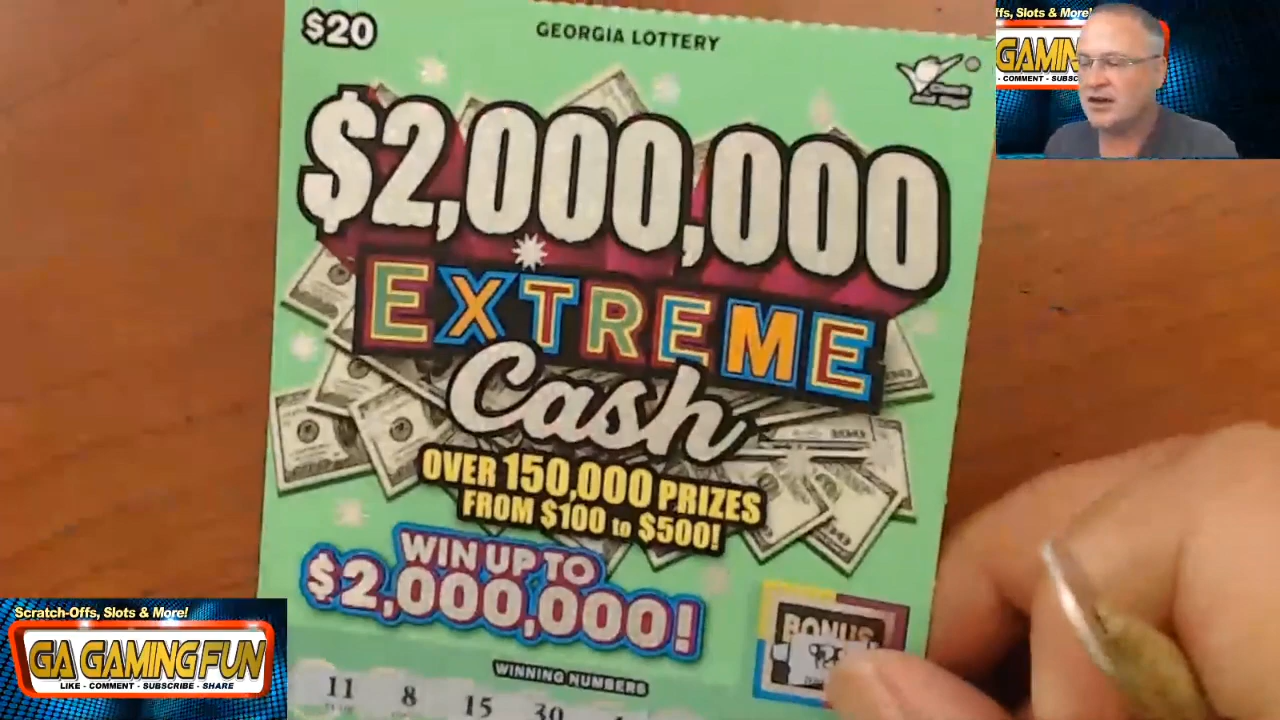 $20
GEORGIA LOTTERY
$2,000,000
EXTREME
Cash
OVER 150,000 PRIZES
FROM $100 to $500!
WIN UP TO
$2,000,000!
BONUS
WINNING NUMBERS
11 8 15 30
ffs, Slots & More!
GAMIN
- COMMENT - SUBSC
Scratch-Offs, Slots & More!
GA GAMING FUN
LIKE - COMMENT - SUBSCRIBE - SHARE